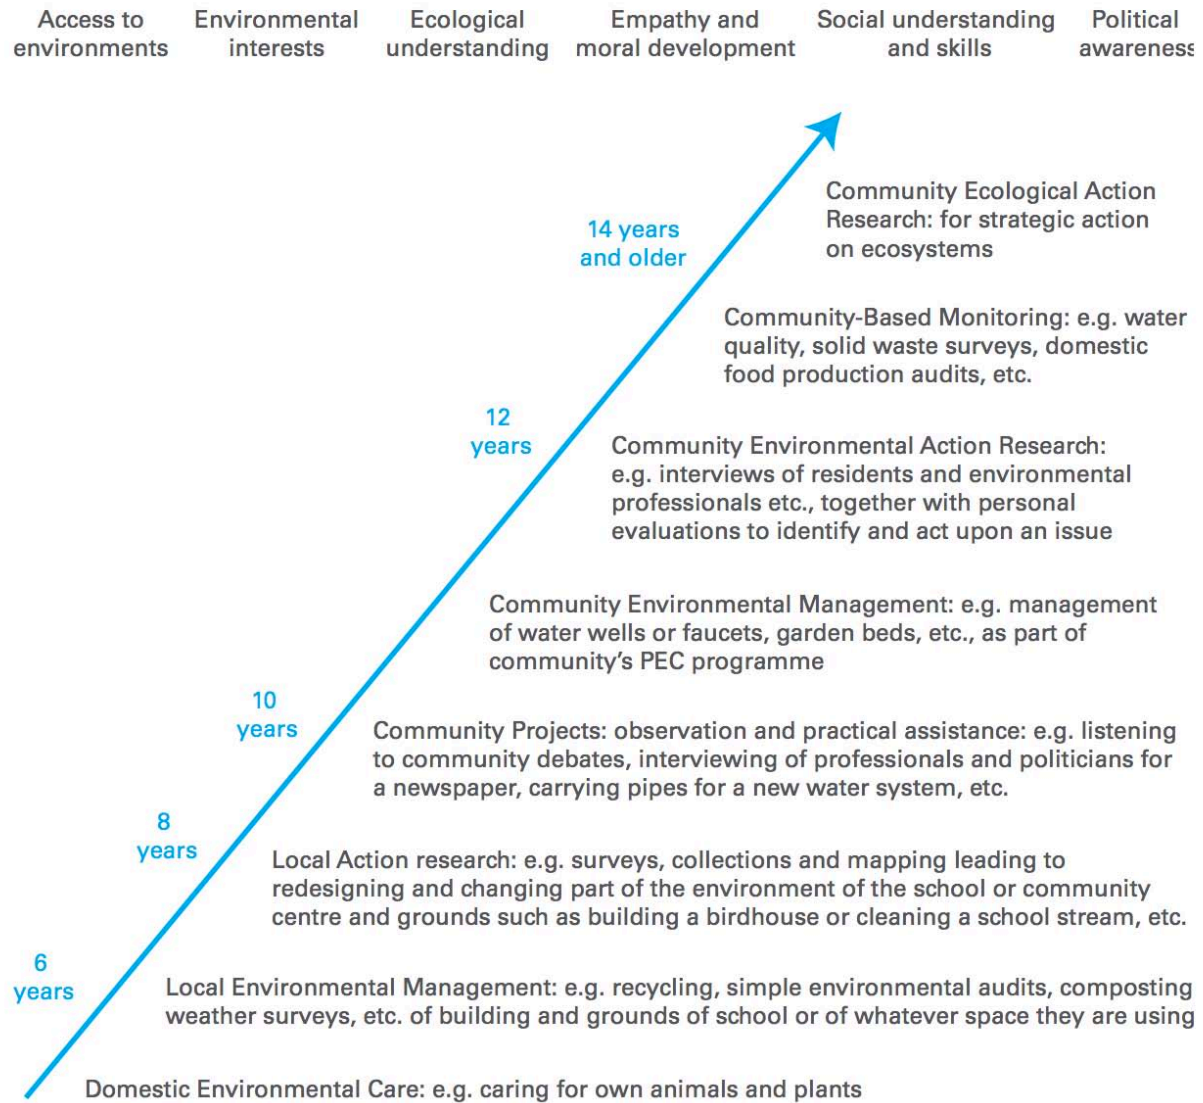 Access to
environments
Environmental
interests
Ecological
understanding
Empathy and
moral development
Social understanding
and skills
Political
awareness
14 years
and older
Community Ecological Action
Research: for strategic action
on ecosystems
Community-Based Monitoring: e.g. water
quality, solid waste surveys, domestic
food production audits, etc.
12
years
Community Environmental Action Research:
e.g. interviews of residents and environmental
professionals etc., together with personal
evaluations to identify and act upon an issue
Community Environmental Management: e.g. management
of water wells or faucets, garden beds, etc., as part of
community's PEC programme
10
years
Community Projects: observation and practical assistance: e.g. listening
to community debates, interviewing of professionals and politicians for
a newspaper, carrying pipes for a new water system, etc.
8
years
Local Action research: e.g. surveys, collections and mapping leading to
redesigning and changing part of the environment of the school or community
centre and grounds such as building a birdhouse or cleaning a school stream, etc.
6
years
Local Environmental Management: e.g. recycling, simple environmental audits, composting
weather surveys, etc. of building and grounds of school or of whatever space they are using
Domestic Environmental Care: e.g. caring for own animals and plants